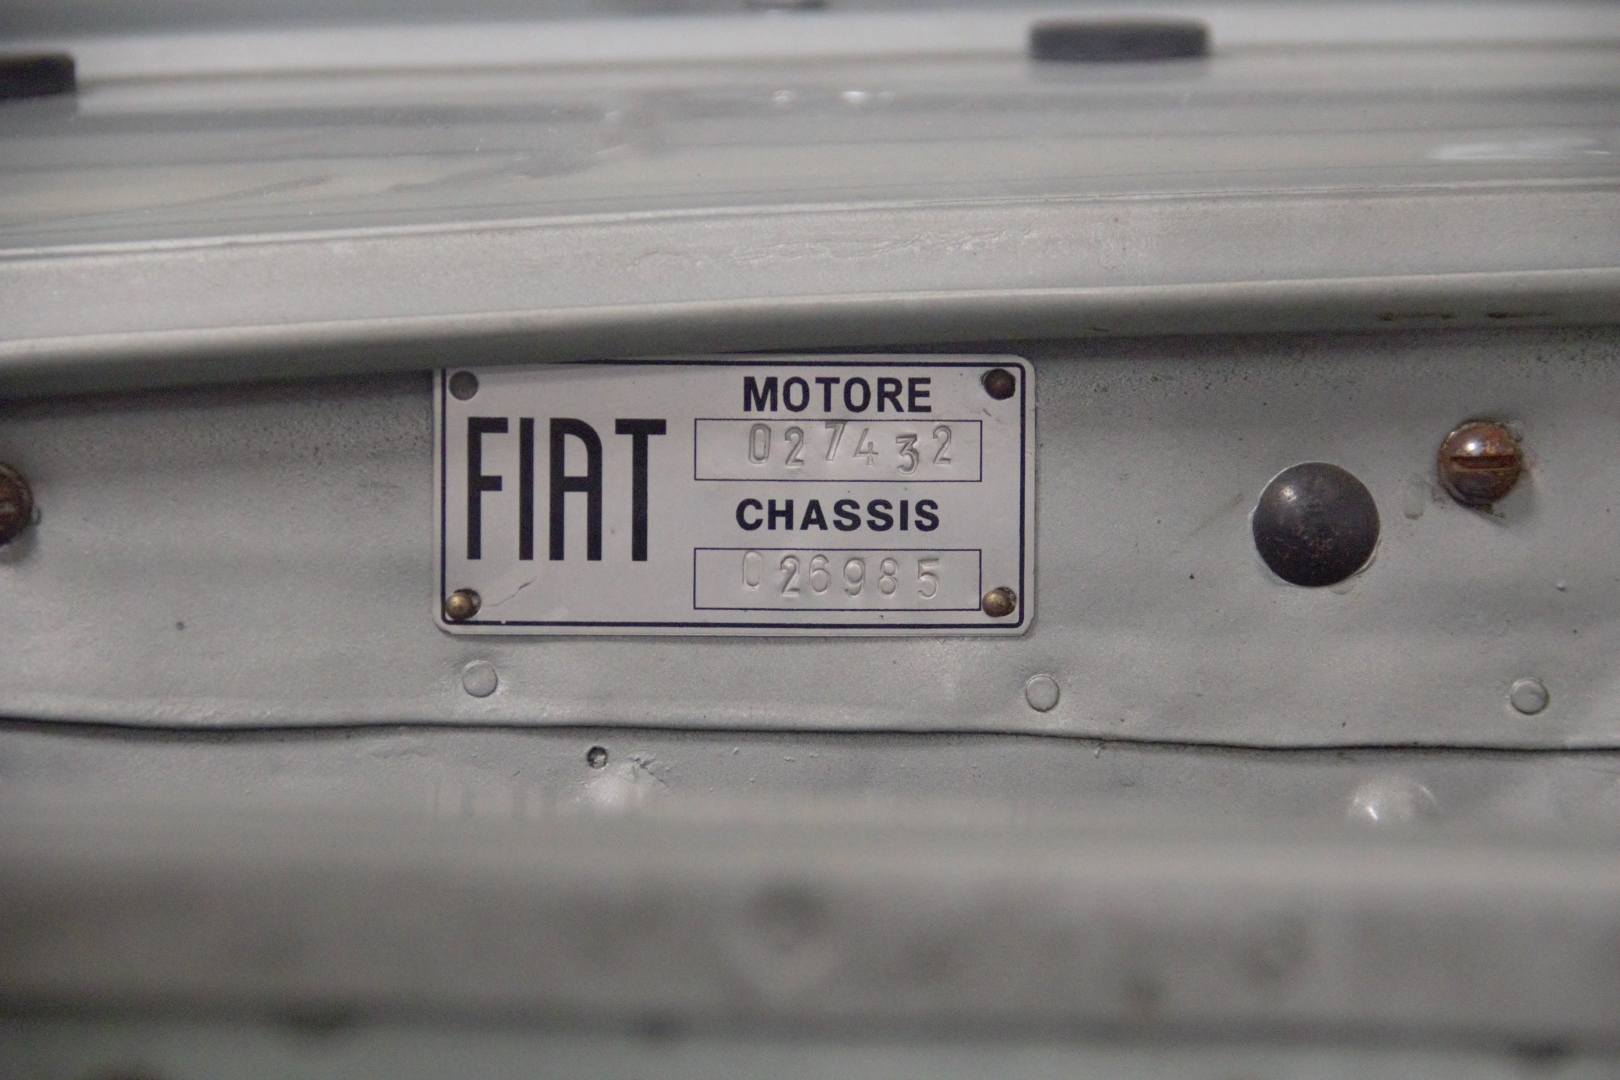 FIAT
MOTORE
027432
CHASSIS
026985